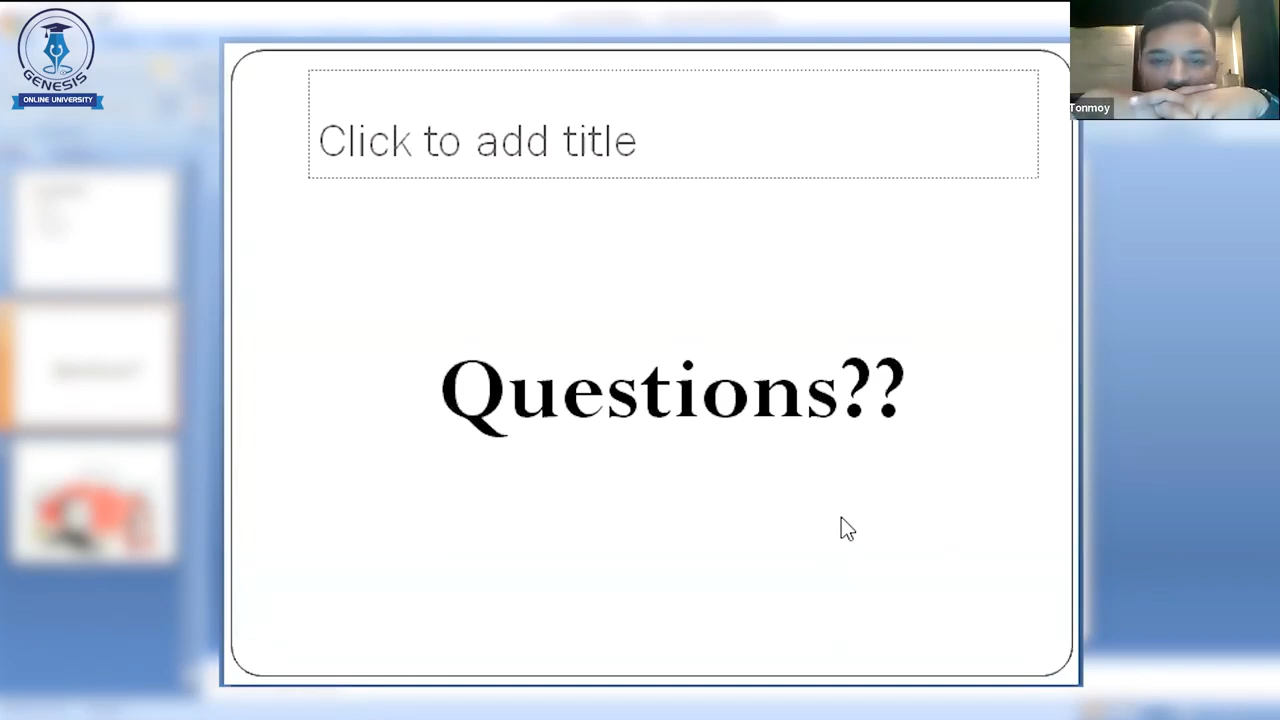 GENESIS
ONLINE UNIVERSITY
Tonmoy
Click to add title
Questions??